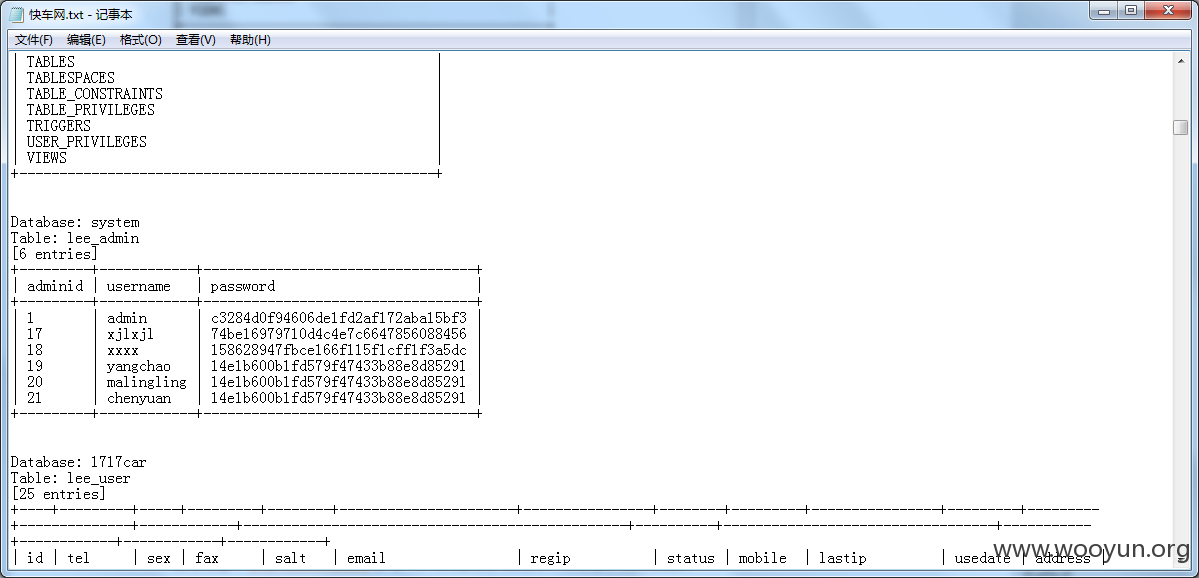 快车网.txt - 记事本
文件(F) 编辑(E) 格式(O) 查看(V) 帮助(H)
| TABLES |
| TABLESPACES |
| TABLE_CONSTRAINTS |
| TABLE_PRIVILEGES |
| TRIGGERS |
| USER_PRIVILEGES |
| VIEWS |
Database: system
Table: lee_admin
[6 entries]
| adminid | username | password |
| 1 | admin | c3284d0f94606de1fd2af172aba15bf3 |
| 17 | xjlxjl | 74be16979710d4c4e7c6647856088456 |
| 18 | xxxx | 158628947fbce166f115f1cff1f3a5dc |
| 19 | yangchao | 14e1b600b1fd579f47433b88e8d85291 |
| 20 | malingling | 14e1b600b1fd579f47433b88e8d85291 |
| 21 | chenyuan | 14e1b600b1fd579f47433b88e8d85291 |
Database: 1717car
Table: lee_user
[25 entries]
| id | tel | sex | fax | salt | email | regip | status | mobile | lastip | usedate | address |
www.wooyun.org